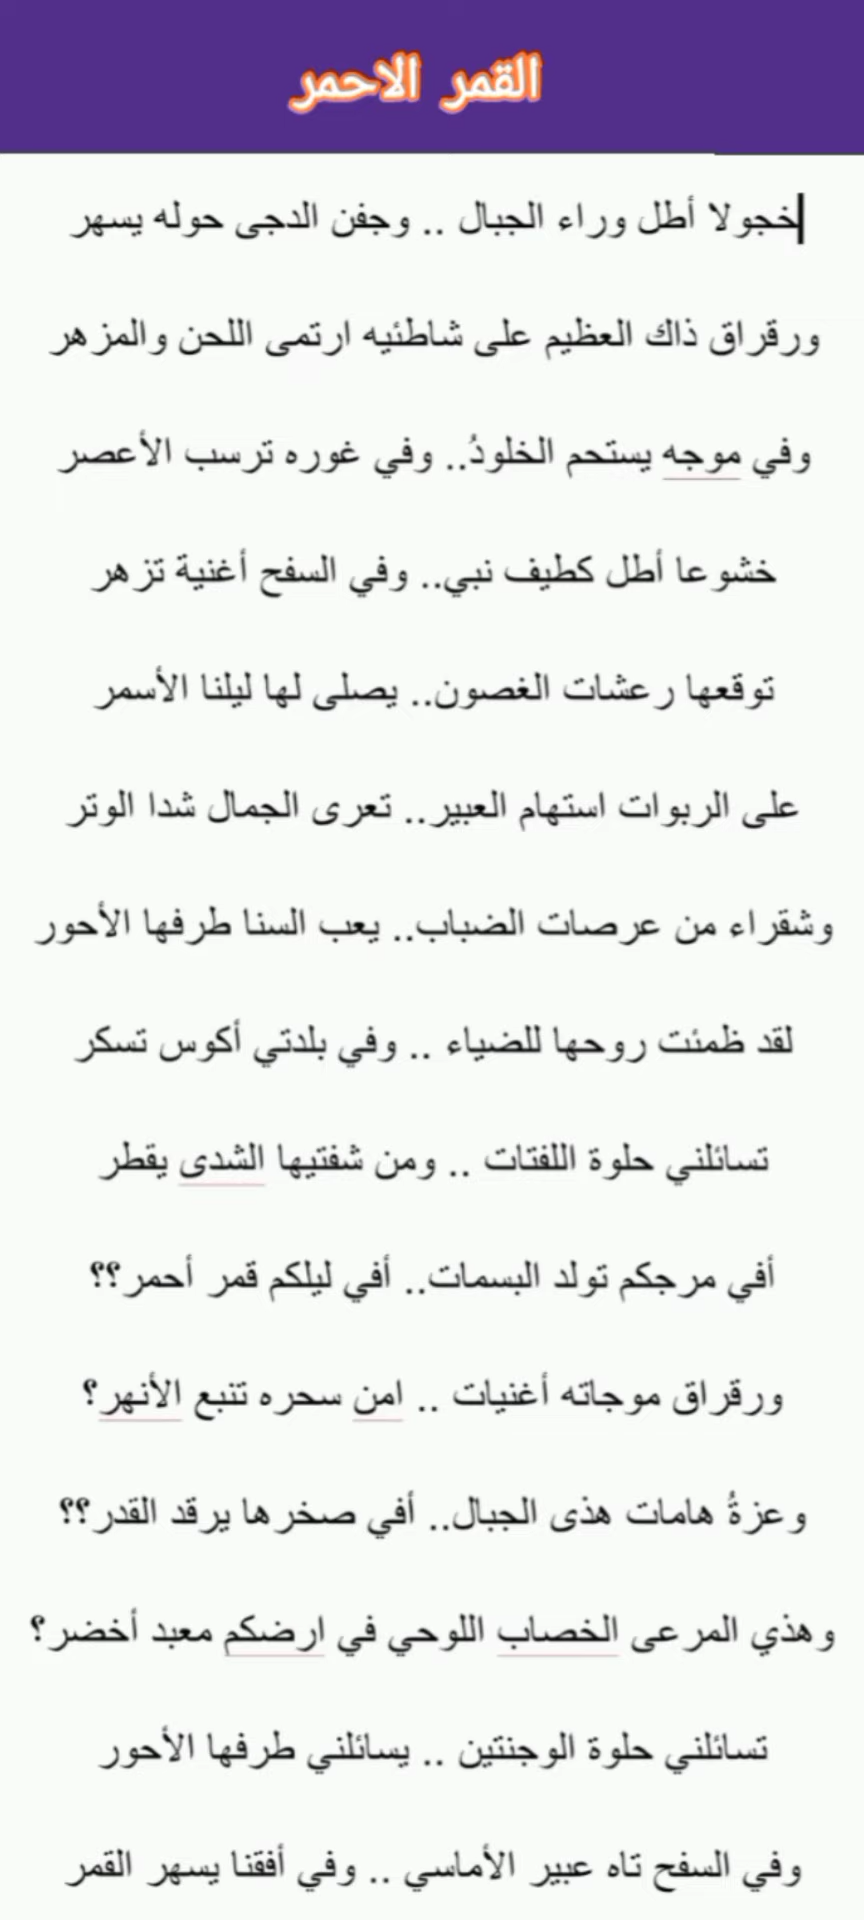 القمر الاحمر
خجولا أطل وراء الجبال .. وجفن الدجى حوله يسهر
ورقراق ذاك العظيم على شاطئيه ارتمى اللحن والمزهر
وفي موجه يستحم الخلودُ.. وفي غوره ترسب الأعصر
خشوعا أطل كطيف نبي.. وفي السفح أغنية تزهر
توقعها رعشات الغصون.. يصلى لها ليلنا الأسمر
على الربوات استهام العبير.. تعرى الجمال شدا الوتر
وشقراء من عرصات الضباب.. يعب السنا طرفها الأحور
لقد ظمئت روحها للضياء .. وفي بلدتي أكوس تسكر
تسائلني حلوة اللفتات .. ومن شفتيها الشدى يقطر
أفي مرجكم تولد البسمات.. أفي ليلكم قمر أحمر؟؟
ورقراق موجاته أغنيات .. امن سحره تنبع الأنهر؟
وعزةُ هامات هذى الجبال.. أفي صخرها يرقد القدر؟؟
وهذي المرعى الخصاب اللوحي في ارضكم معبد أخضر؟
تسائلني حلوة الوجنتين .. يسائلني طرفها الأحور
وفي السفح تاه عبير الأماسي .. وفي أفقنا يسهر القمر